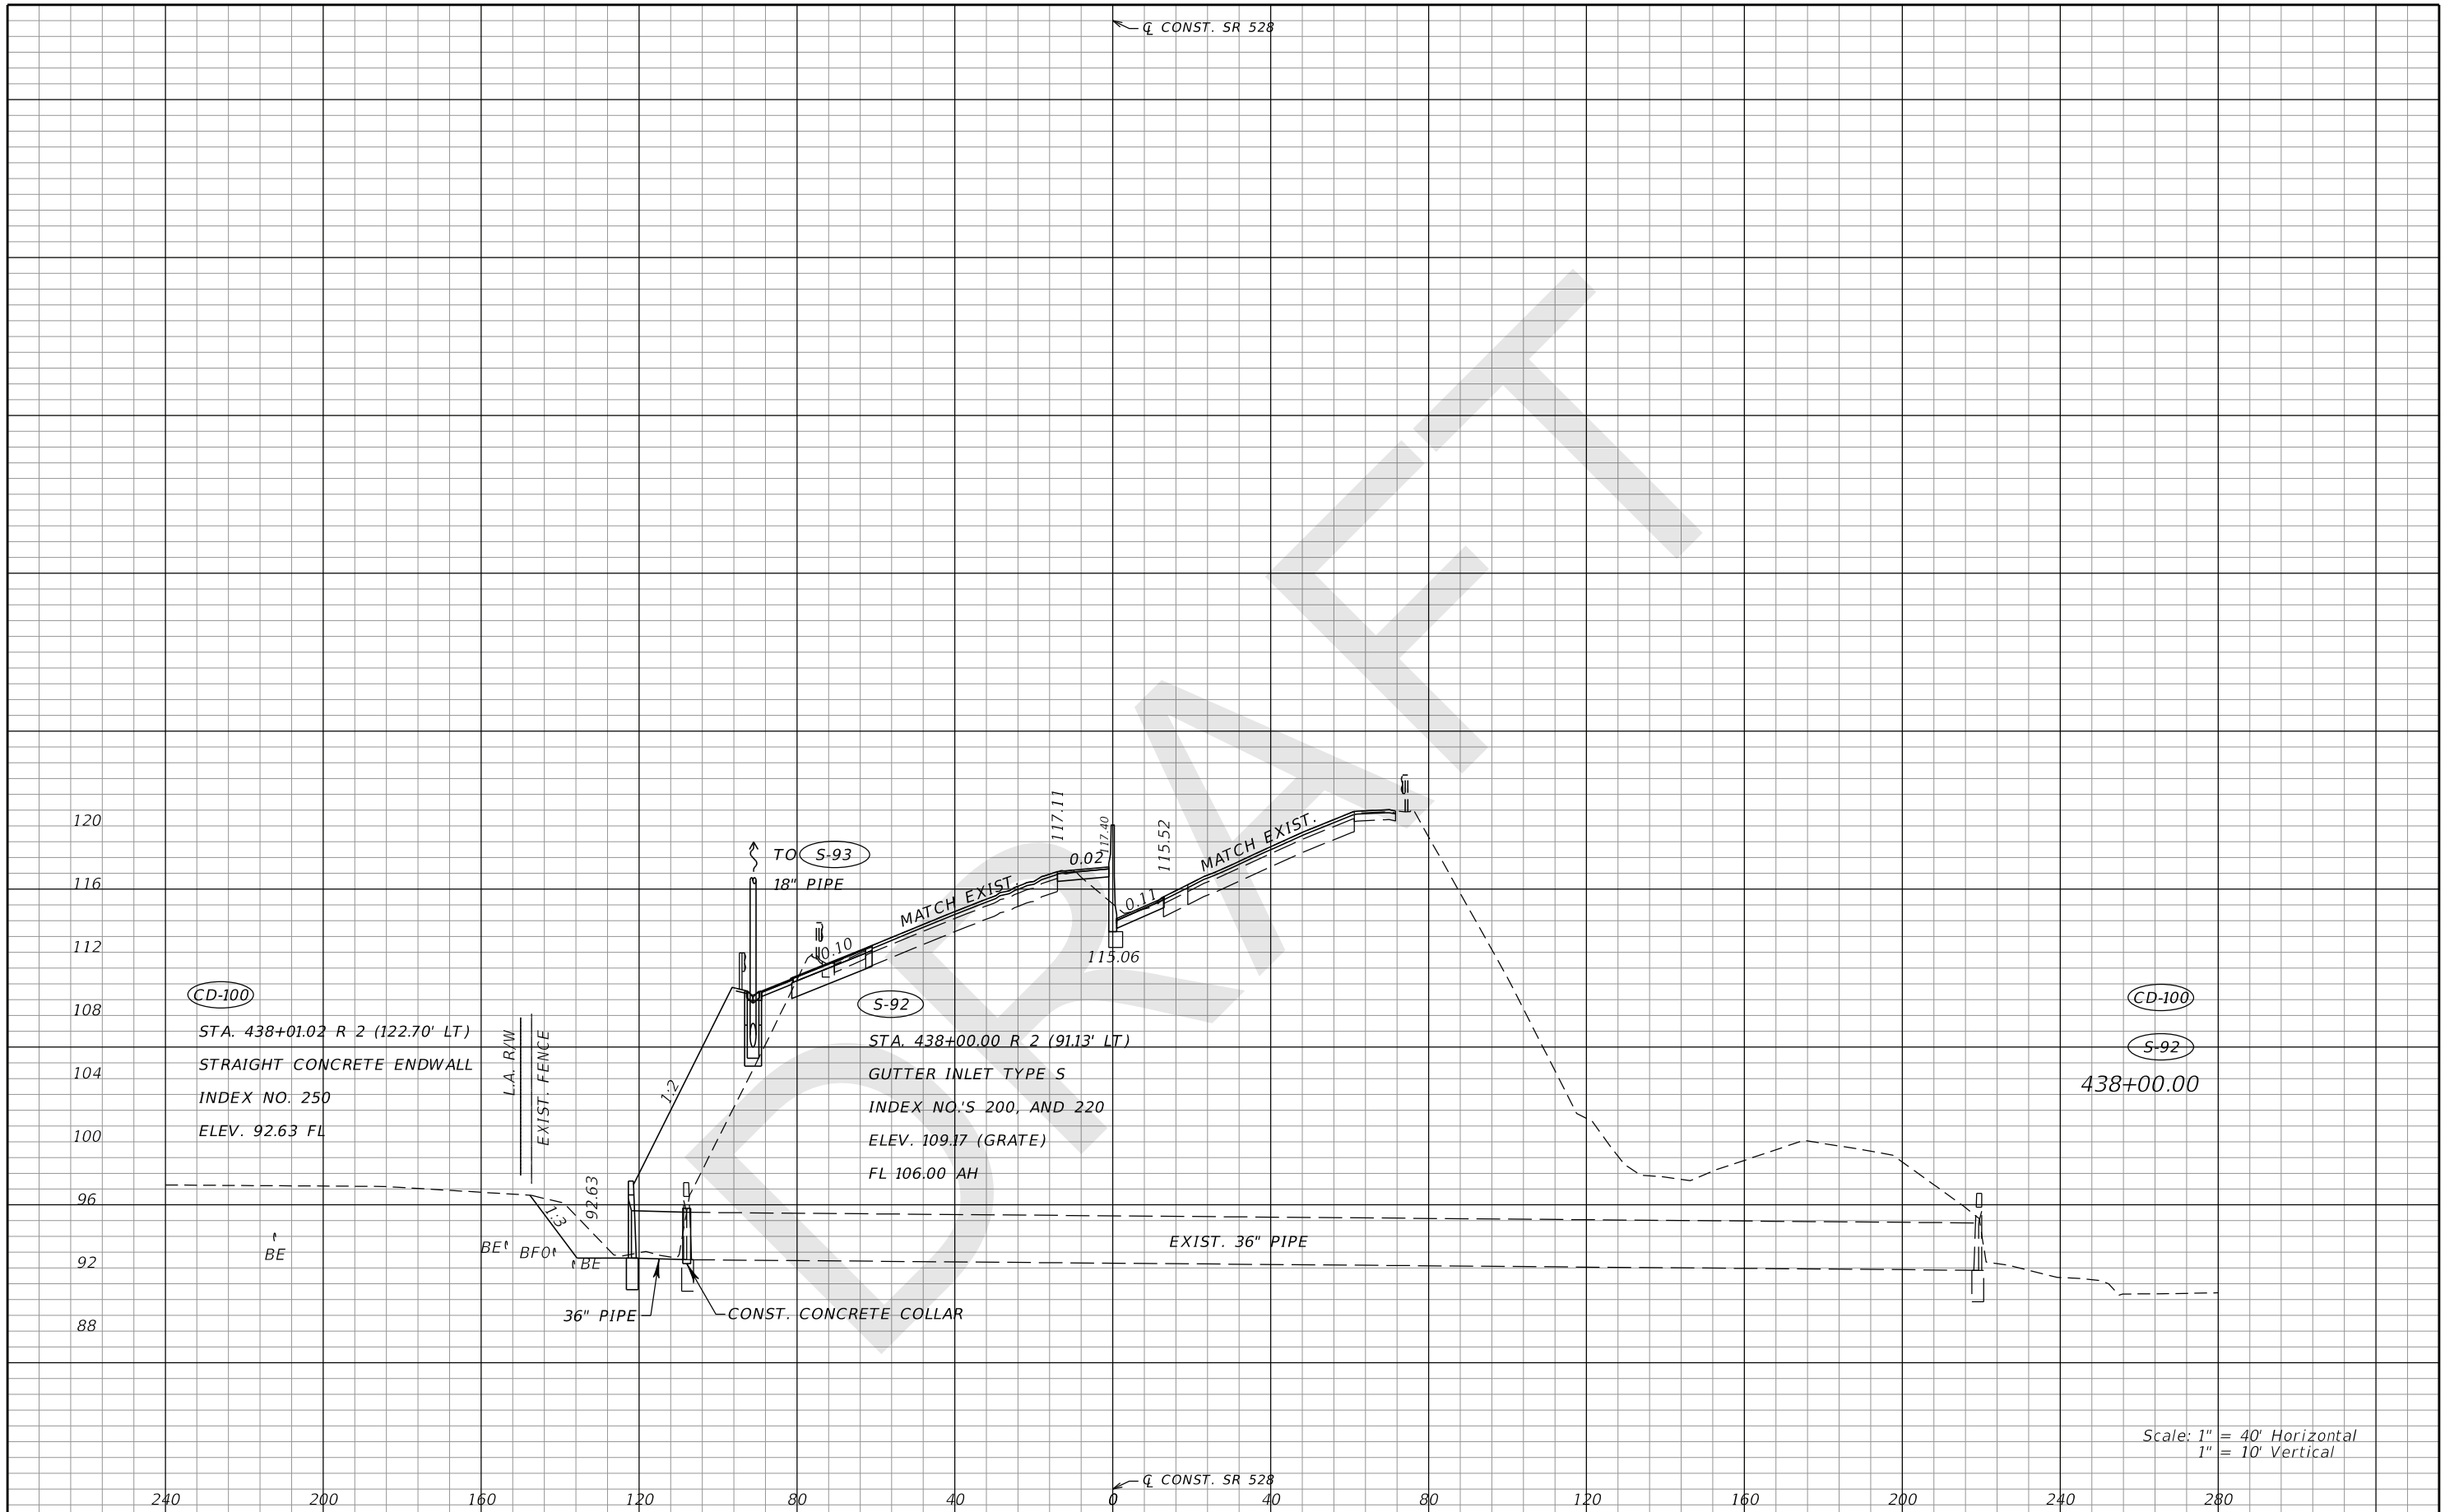 ℄ CONST. SR 528
DRAFT
120
116
112
108
104
100
96
92
88
TO S-93
18" PIPE
MATCH EXIST.
0.10
117.11
117.40
0.02
115.52
0.11
MATCH EXIST.
115.06
CD-100
STA. 438+01.02 R 2 (122.70' LT)
STRAIGHT CONCRETE ENDWALL
INDEX NO. 250
ELEV. 92.63 FL
L.A. R/W
EXIST. FENCE
1:2
S-92
STA. 438+00.00 R 2 (91.13' LT)
GUTTER INLET TYPE S
INDEX NO.'S 200, AND 220
ELEV. 109.17 (GRATE)
FL 106.00 AH
CD-100
S-92
438+00.00
92.63
1:3
BE
BE
BFO
BE
EXIST. 36" PIPE
36" PIPE
CONST. CONCRETE COLLAR
Scale: 1" = 40' Horizontal
1" = 10' Vertical
℄ CONST. SR 528
240 200 160 120 80 40 0 40 80 120 160 200 240 280